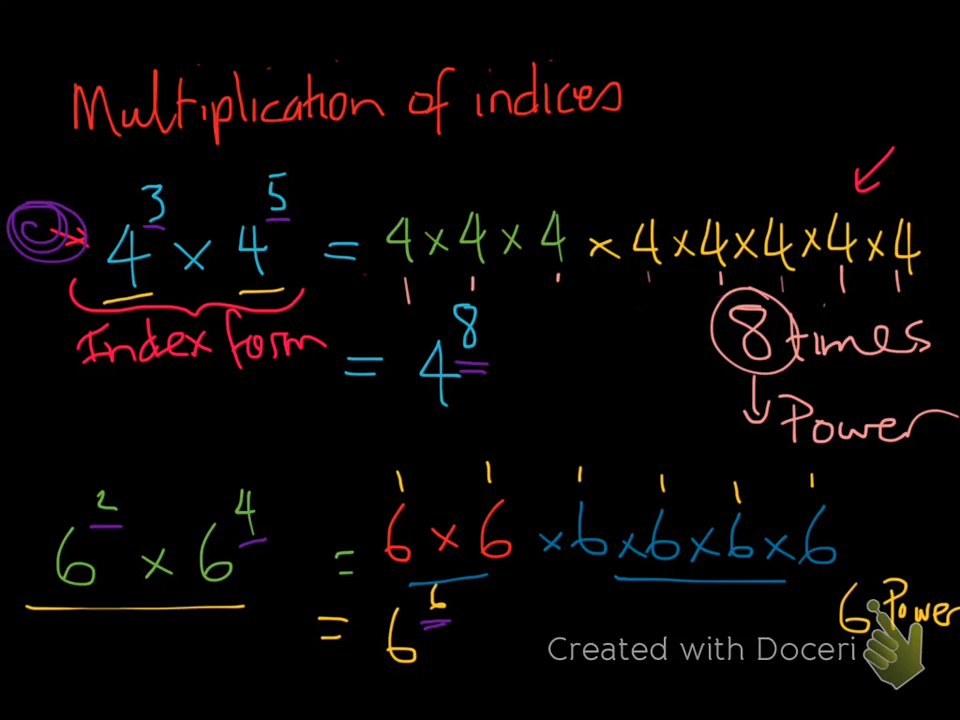 Multiplication of indices
4³ × 4⁵ = 4 × 4 × 4 × 4 × 4 × 4 × 4 × 4
Index form
= 4⁸
8 times
Power
6² × 6⁴ = 6 × 6 × 6 × 6 × 6 × 6
= 6⁶
6 Power
Created with Doceri